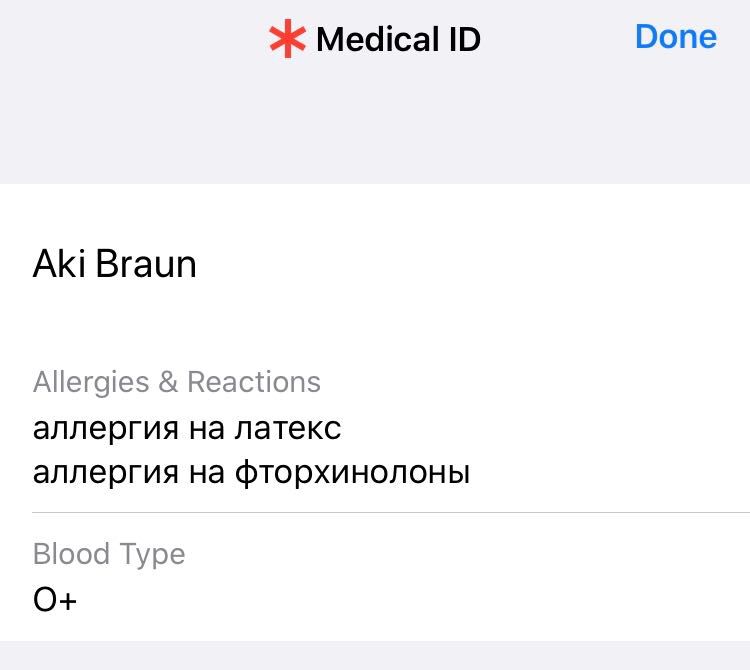 Medical ID
Done
Aki Braun
Allergies & Reactions
аллергия на латекс
аллергия на фторхинолоны
Blood Type
O+